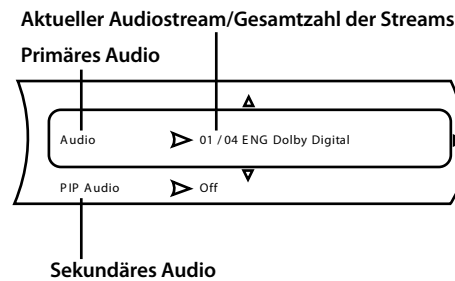 Aktueller Audiostream/Gesamtzahl der Streams
Primäres Audio
Audio 01 / 04 ENG Dolby Digital
PIP Audio Off
Sekundäres Audio